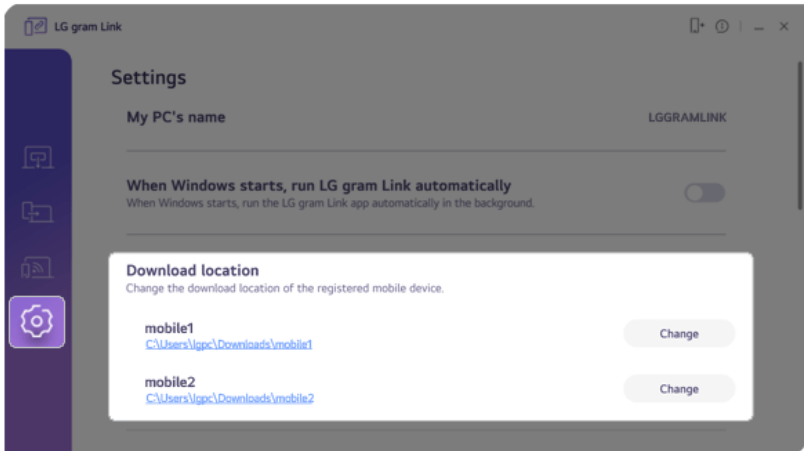 LG gram Link
Settings
My PC's name
LGGRAMLINK
When Windows starts, run LG gram Link automatically
When Windows starts, run the LG gram Link app automatically in the background.
Download location
Change the download location of the registered mobile device.
mobile1
C:\Users\lgpc\Downloads\mobile1
Change
mobile2
C:\Users\lgpc\Downloads\mobile2
Change